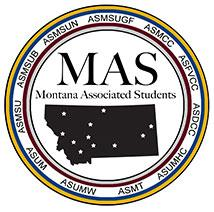 MAS
Montana Associated Students
ASUM
ASMSU
ASMSUB
ASMSUN
ASMSUGF
ASMCC
ASFVCC
ASDCC
ASUMHC
ASMT
ASUMW